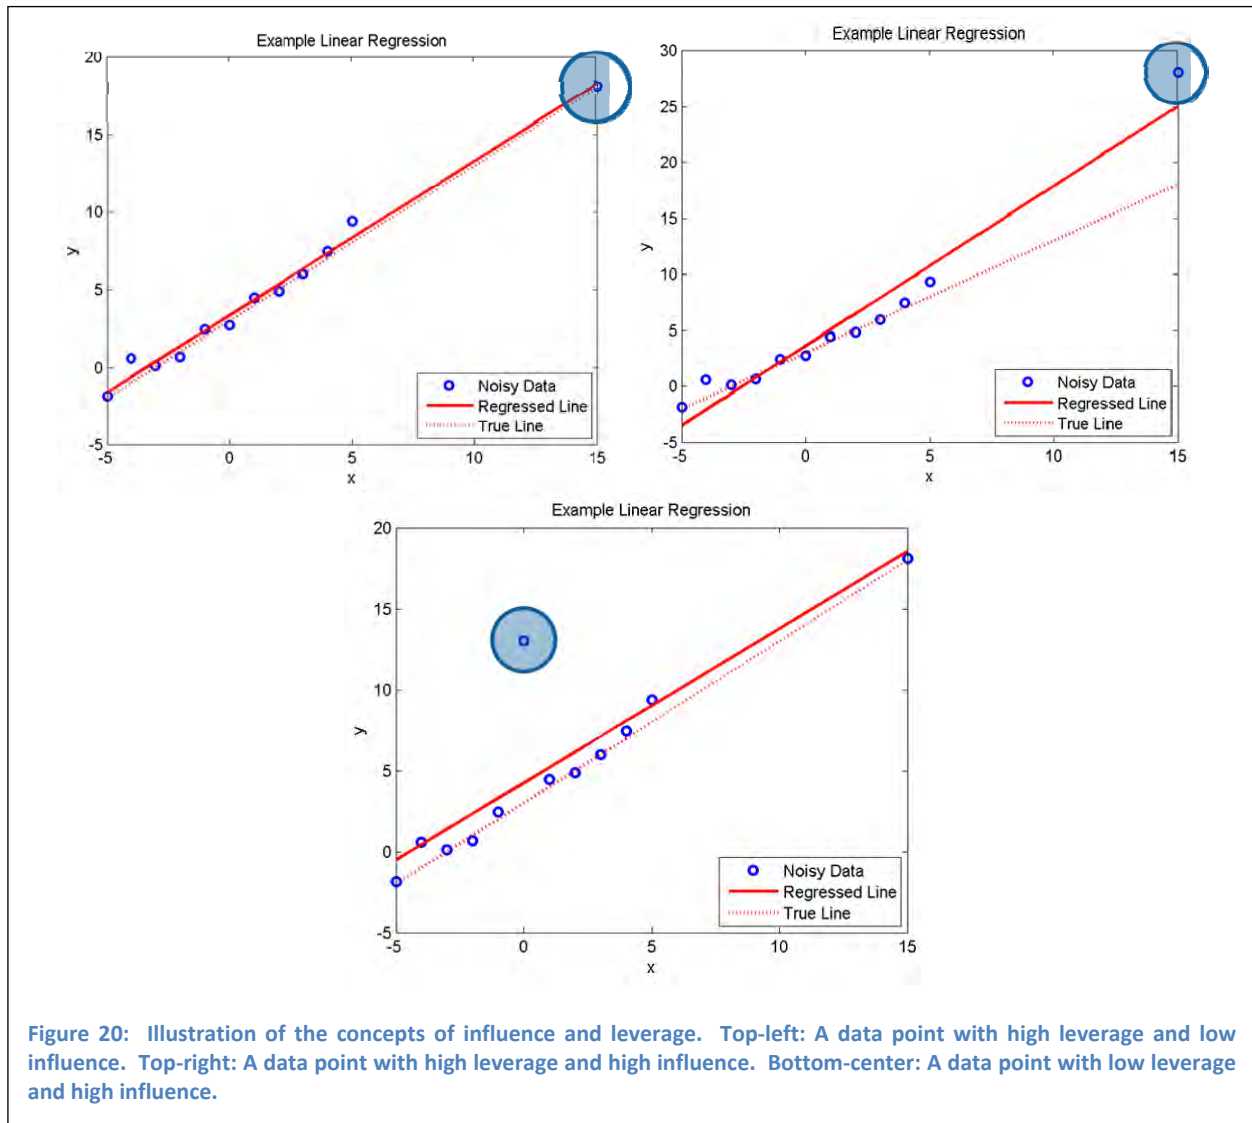 Example Linear Regression
20
15
10
5
0
-5
y
-5
0
5
15
x
Noisy Data
Regressed Line
True Line
Example Linear Regression
30
25
20
15
10
5
0
-5
y
-5
0
5
15
x
Noisy Data
Regressed Line
True Line
Example Linear Regression
20
15
10
5
0
-5
y
-5
0
5
10
15
x
Noisy Data
Regressed Line
True Line
Figure 20: Illustration of the concepts of influence and leverage. Top-left: A data point with high leverage and low
influence. Top-right: A data point with high leverage and high influence. Bottom-center: A data point with low leverage
and high influence.